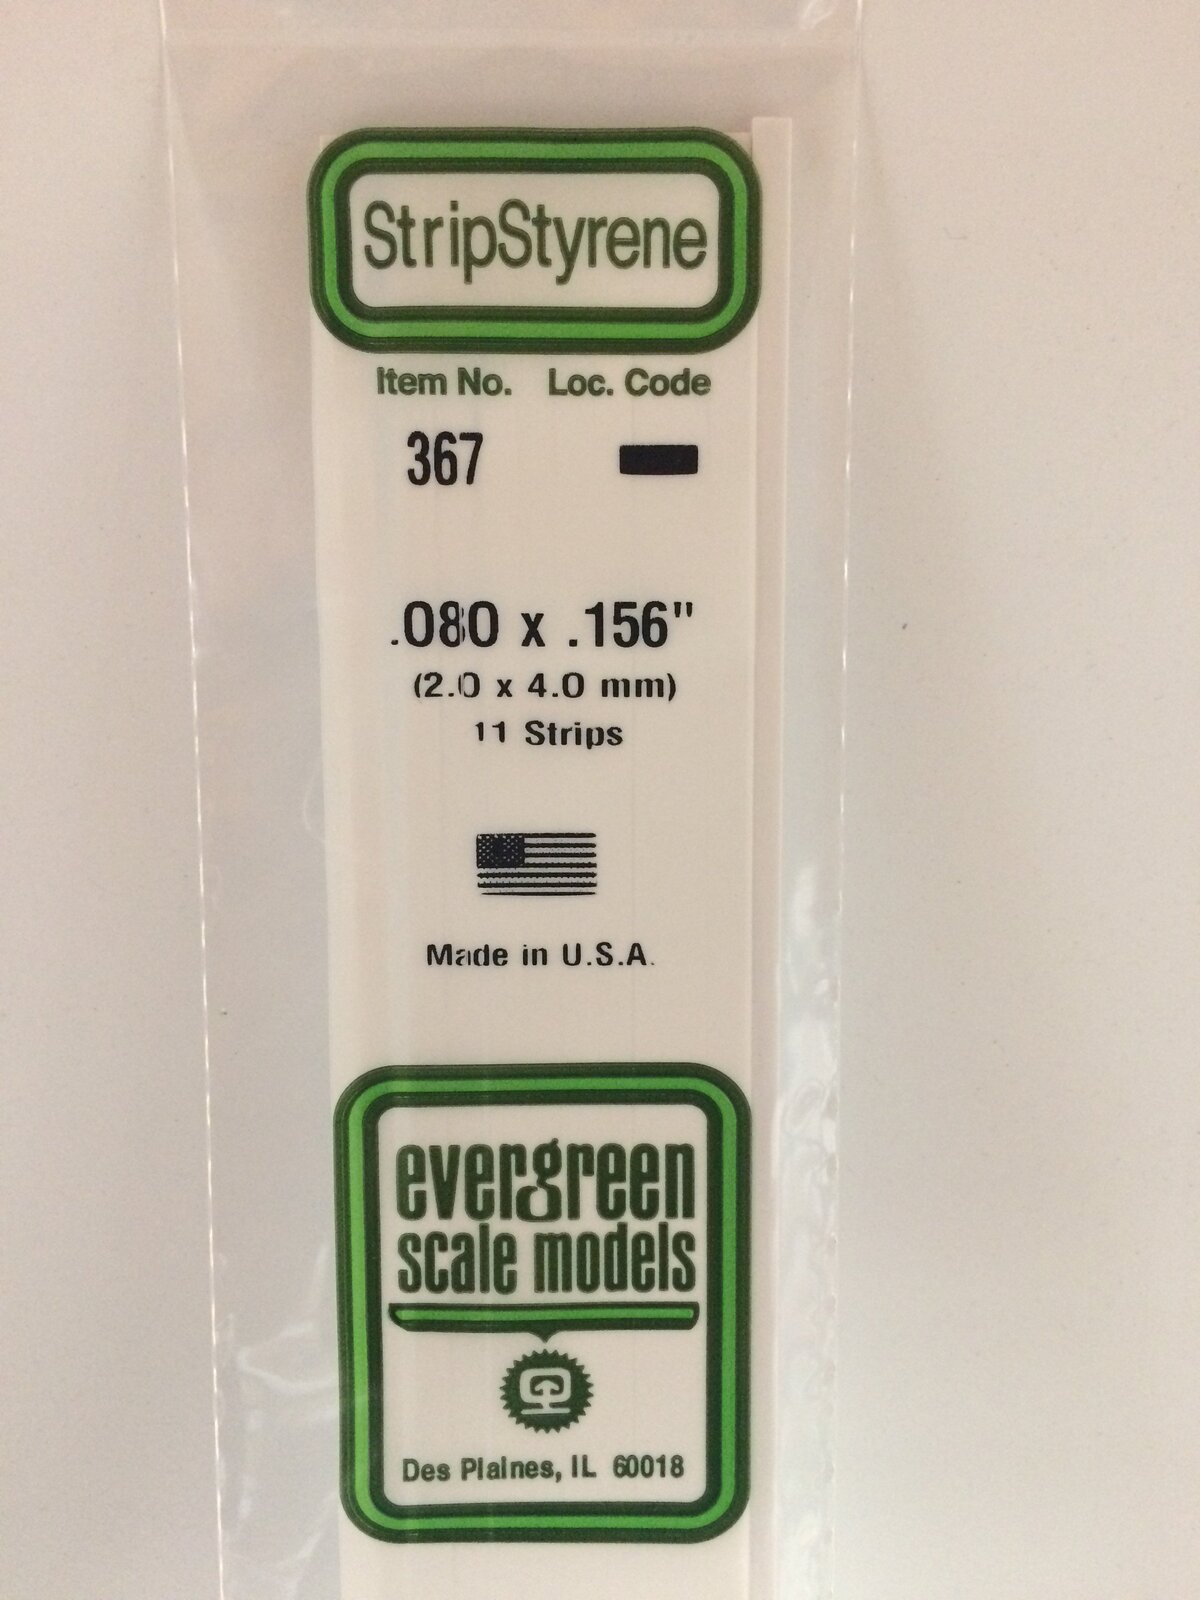 StripStyrene
Item No. Loc. Code
367
.080 x .156"
(2.0 x 4.0 mm)
11 Strips
Made in U.S.A.
evergreen
scale models
Des Plaines, IL 60018